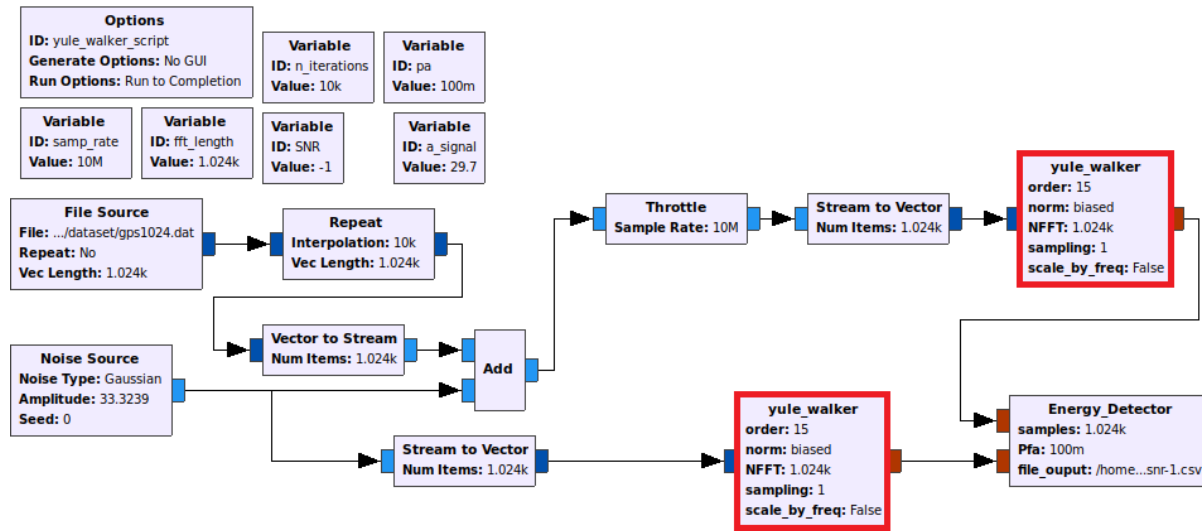 Options
ID: yule_walker_script
Generate Options: No GUI
Run Options: Run to Completion
Variable
ID: n_iterations
Value: 10k
Variable
ID: pa
Value: 100m
Variable
ID: samp_rate
Value: 10M
Variable
ID: fft_length
Value: 1.024k
Variable
ID: SNR
Value: -1
Variable
ID: a_signal
Value: 29.7
File Source
File: .../dataset/gps1024.dat
Repeat: No
Vec Length: 1.024k
Repeat
Interpolation: 10k
Vec Length: 1.024k
Throttle
Sample Rate: 10M
Stream to Vector
Num Items: 1.024k
yule_walker
order: 15
norm: biased
NFFT: 1.024k
sampling: 1
scale_by_freq: False
Vector to Stream
Num Items: 1.024k
Add
Noise Source
Noise Type: Gaussian
Amplitude: 33.3239
Seed: 0
Stream to Vector
Num Items: 1.024k
yule_walker
order: 15
norm: biased
NFFT: 1.024k
sampling: 1
scale_by_freq: False
Energy_Detector
samples: 1.024k
Pfa: 100m
file_ouput: /home...snr-1.csv